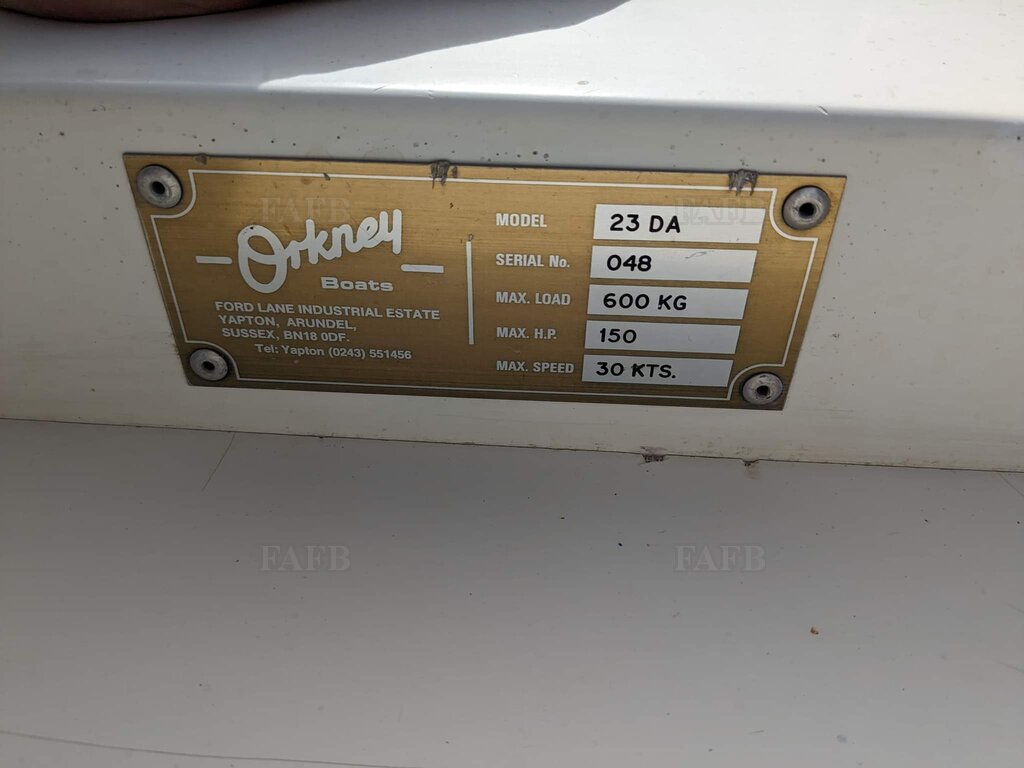 Orkney
Boats
FORD LANE INDUSTRIAL ESTATE
YAPTON, ARUNDEL,
SUSSEX, BN18 0DF.
Tel: Yapton (0243) 551456
MODEL 23 DA
SERIAL No. 048
MAX. LOAD 600 KG
MAX. H.P. 150
MAX. SPEED 30 KTS.
FAFB FAFB
FAFB FAFB